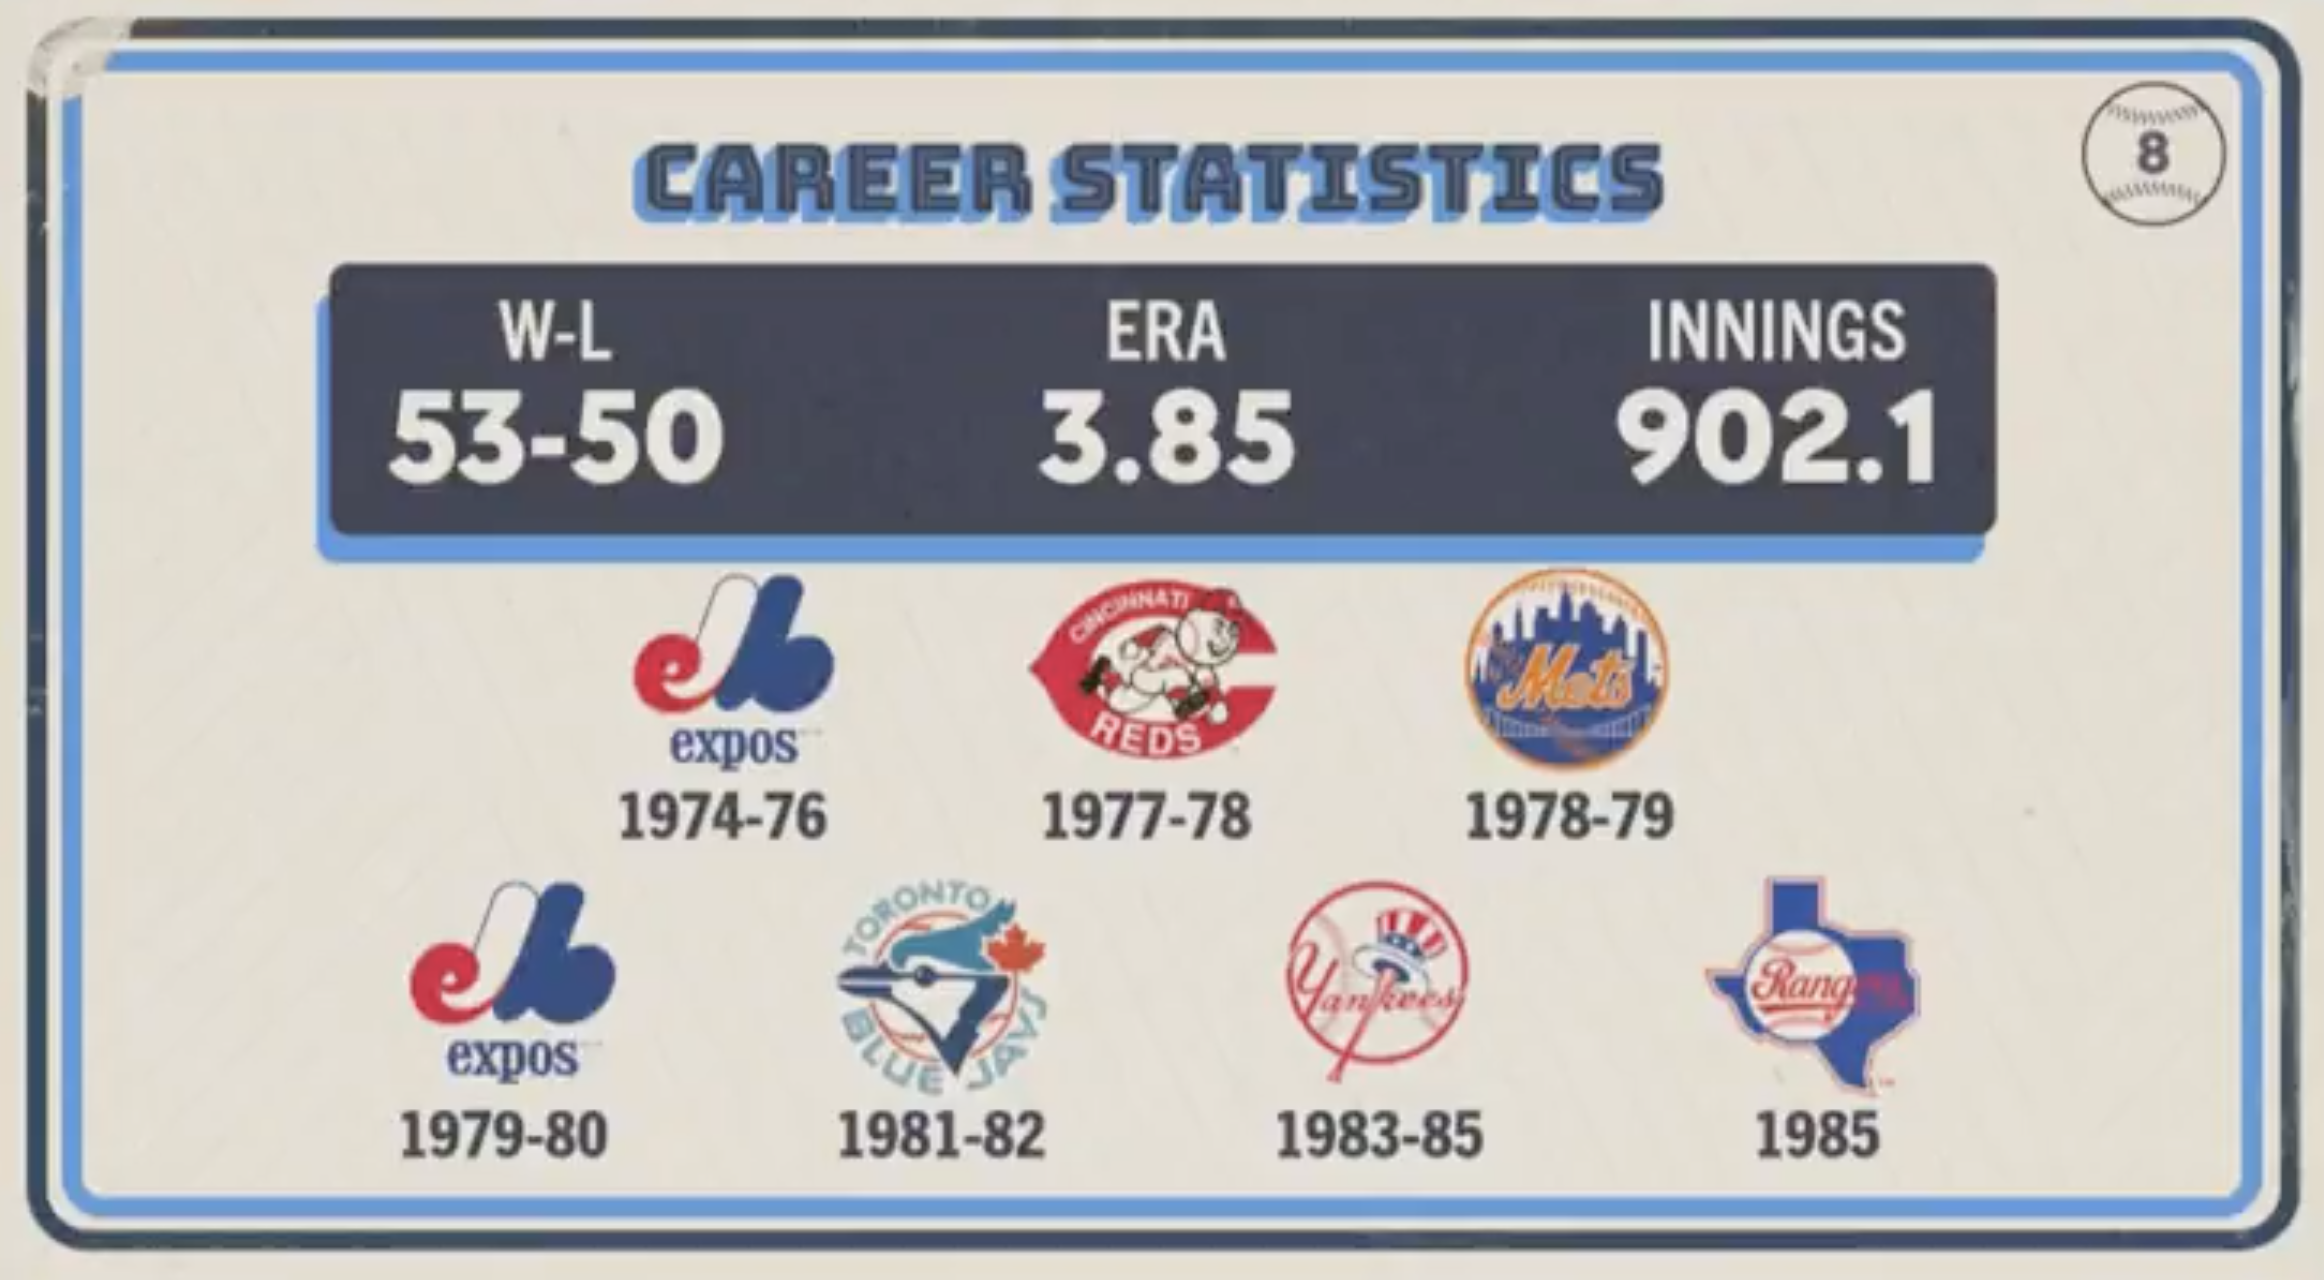 8
CAREER STATISTICS
W-L ERA INNINGS
53-50 3.85 902.1
CINCINNATI
REDS
Mets
expos
1974-76 1977-78 1978-79
TORONTO
BLUE JAYS
Yankees
Rang
expos
1979-80 1981-82 1983-85 1985